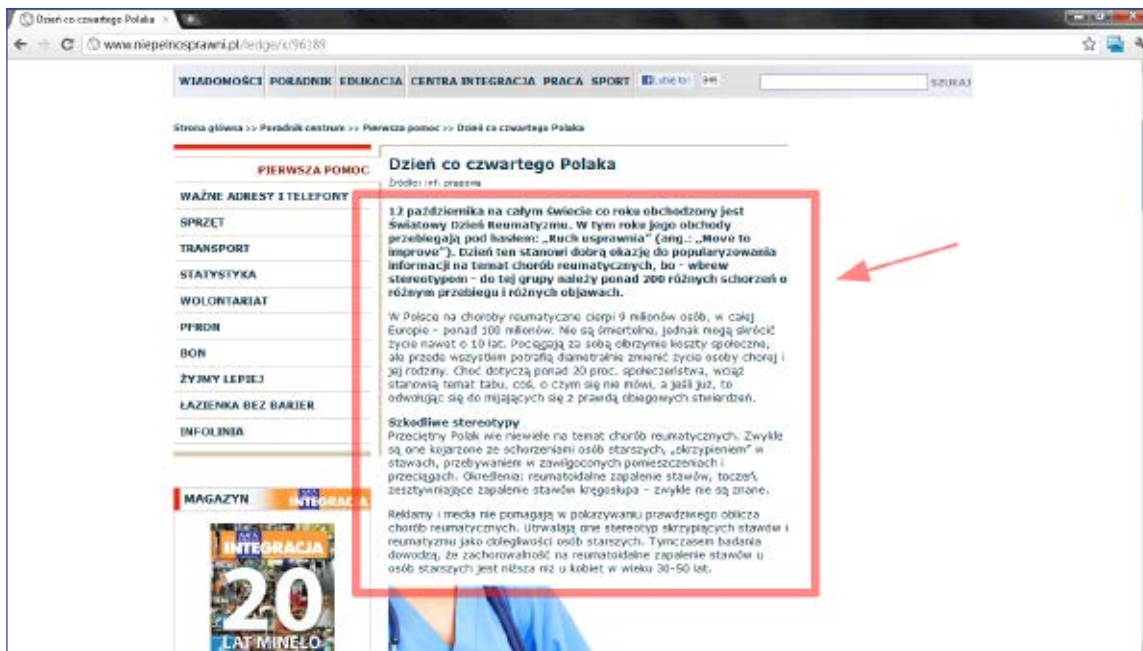 Dzień co czwartego Polaka
www.niepelnosprawni.pl/ledge/x/96189
WIADOMOŚCI PORADNIK EDUKACJA CENTRA INTEGRACJA PRACA SPORT Lubię to! SZUKAJ
Strona główna >> Poradnik centrum >> Pierwsza pomoc >> Dzień co czwartego Polaka
PIERWSZA POMOC
WAŻNE ADRESY I TELEFONY
SPRZĘT
TRANSPORT
STATYSTYKA
WOLONTARIAT
PFRON
BON
ŻYJMY LEPIEJ
ŁAZIENKA BEZ BARIER
INFOLINIA
MAGAZYN INTEGRACJA
INTEGRACJA
20
LAT MINĘŁO
Dzień co czwartego Polaka
Źródło: inf. prasowa
12 października na całym świecie co roku obchodzony jest
Światowy Dzień Reumatyzmu. W tym roku jego obchody
przebiegają pod hasłem: „Ruch usprawnia” (ang.: „Move to
improve”). Dzień ten stanowi dobrą okazję do popularyzowania
informacji na temat chorób reumatycznych, bo - wbrew
stereotypom - do tej grupy należy ponad 200 różnych schorzeń o
różnym przebiegu i różnych objawach.
W Polsce na choroby reumatyczne cierpi 9 milionów osób, w całej
Europie - ponad 100 milionów. Nie są śmiertelne, jednak mogą skrócić
życie nawet o 10 lat. Pociągają za sobą olbrzymie koszty społeczne,
ale przede wszystkim potrafią diametralnie zmienić życie osoby chorej i
jej rodziny. Choć dotyczą ponad 20 proc. społeczeństwa, wciąż
stanowią temat tabu, coś, o czym się nie mówi, a jeśli już, to
odwołując się do mijających się z prawdą obiegowych stwierdzeń.
Szkodliwe stereotypy
Przeciętny Polak wie niewiele na temat chorób reumatycznych. Zwykle
są one kojarzone ze schorzeniami osób starszych, „skrzypieniem” w
stawach, przebywaniem w zawilgoconych pomieszczeniach i
przeciągach. Określenia: reumatoidalne zapalenie stawów, toczeń,
zesztywniające zapalenie stawów kręgosłupa - zwykle nie są znane.
Reklamy i media nie pomagają w pokazywaniu prawdziwego oblicza
chorób reumatycznych. Utrwalają one stereotyp skrzypiących stawów i
reumatyzmu jako dolegliwości osób starszych. Tymczasem badania
dowodzą, że zachorowalność na reumatoidalne zapalenie stawów u
osób starszych jest niższa niż u kobiet w wieku 30-50 lat.